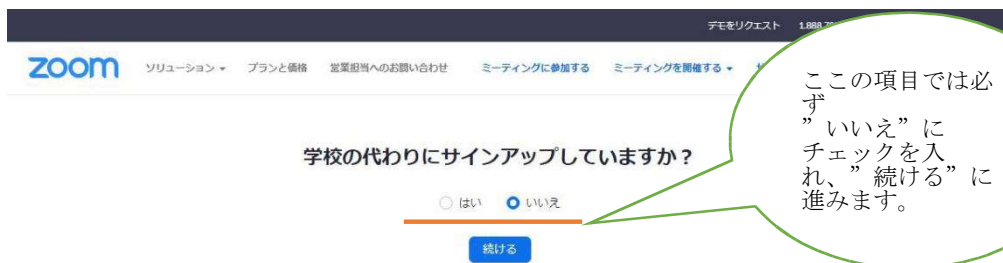 デモをリクエスト 1.888.
zoom ソリューション プランと価格 営業担当へのお問い合わせ ミーティングに参加する ミーティングを開催する
学校の代わりにサインアップしていますか？
はい いいえ
続ける
ここの項目では必
ず
”いいえ”に
チェックを入
れ、”続ける”に
進みます。